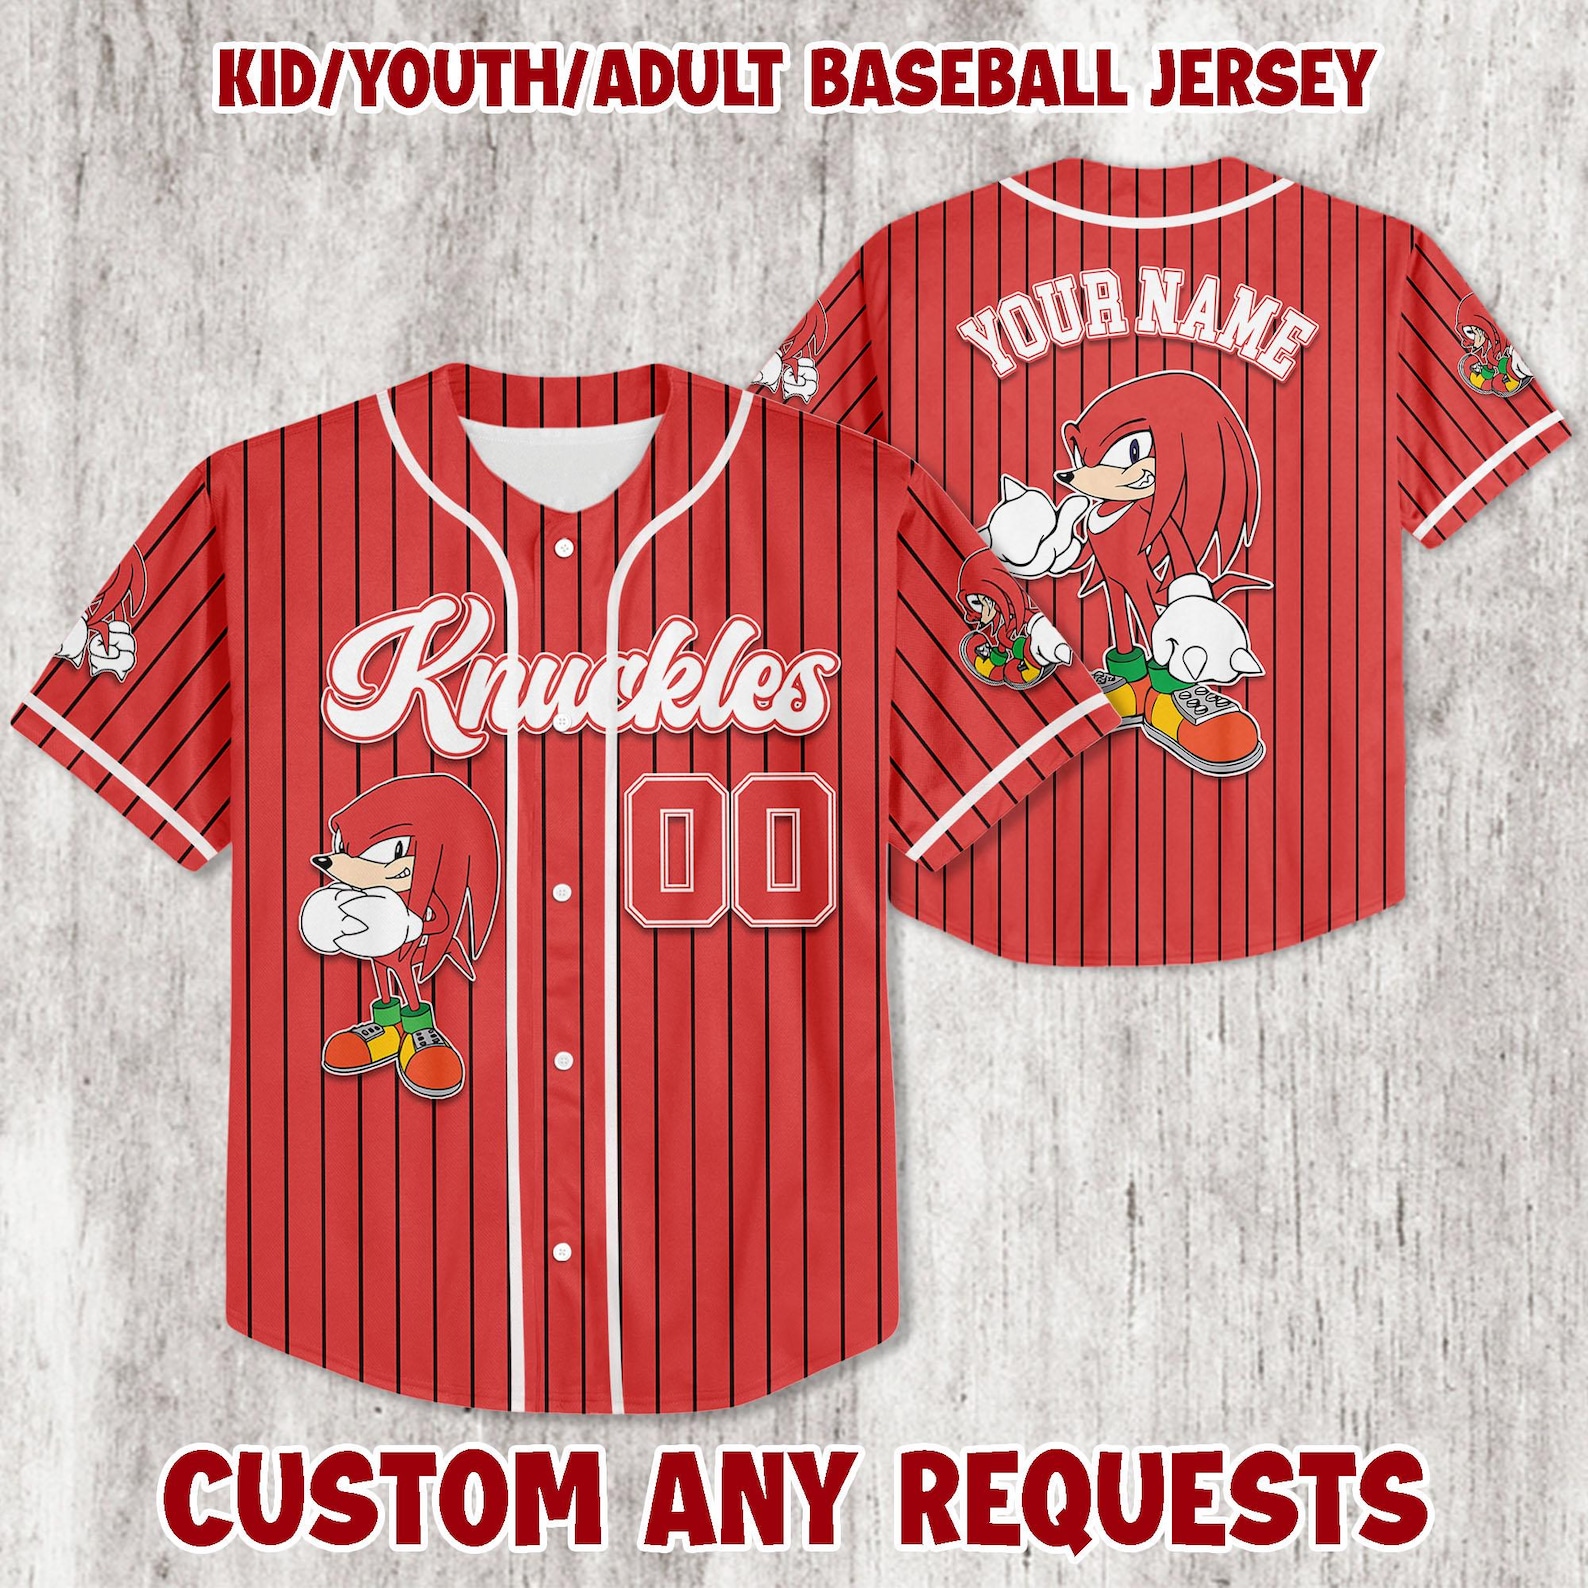 KID/YOUTH/ADULT BASEBALL JERSEY
YOUR NAME
Knuckles
00
CUSTOM ANY REQUESTS